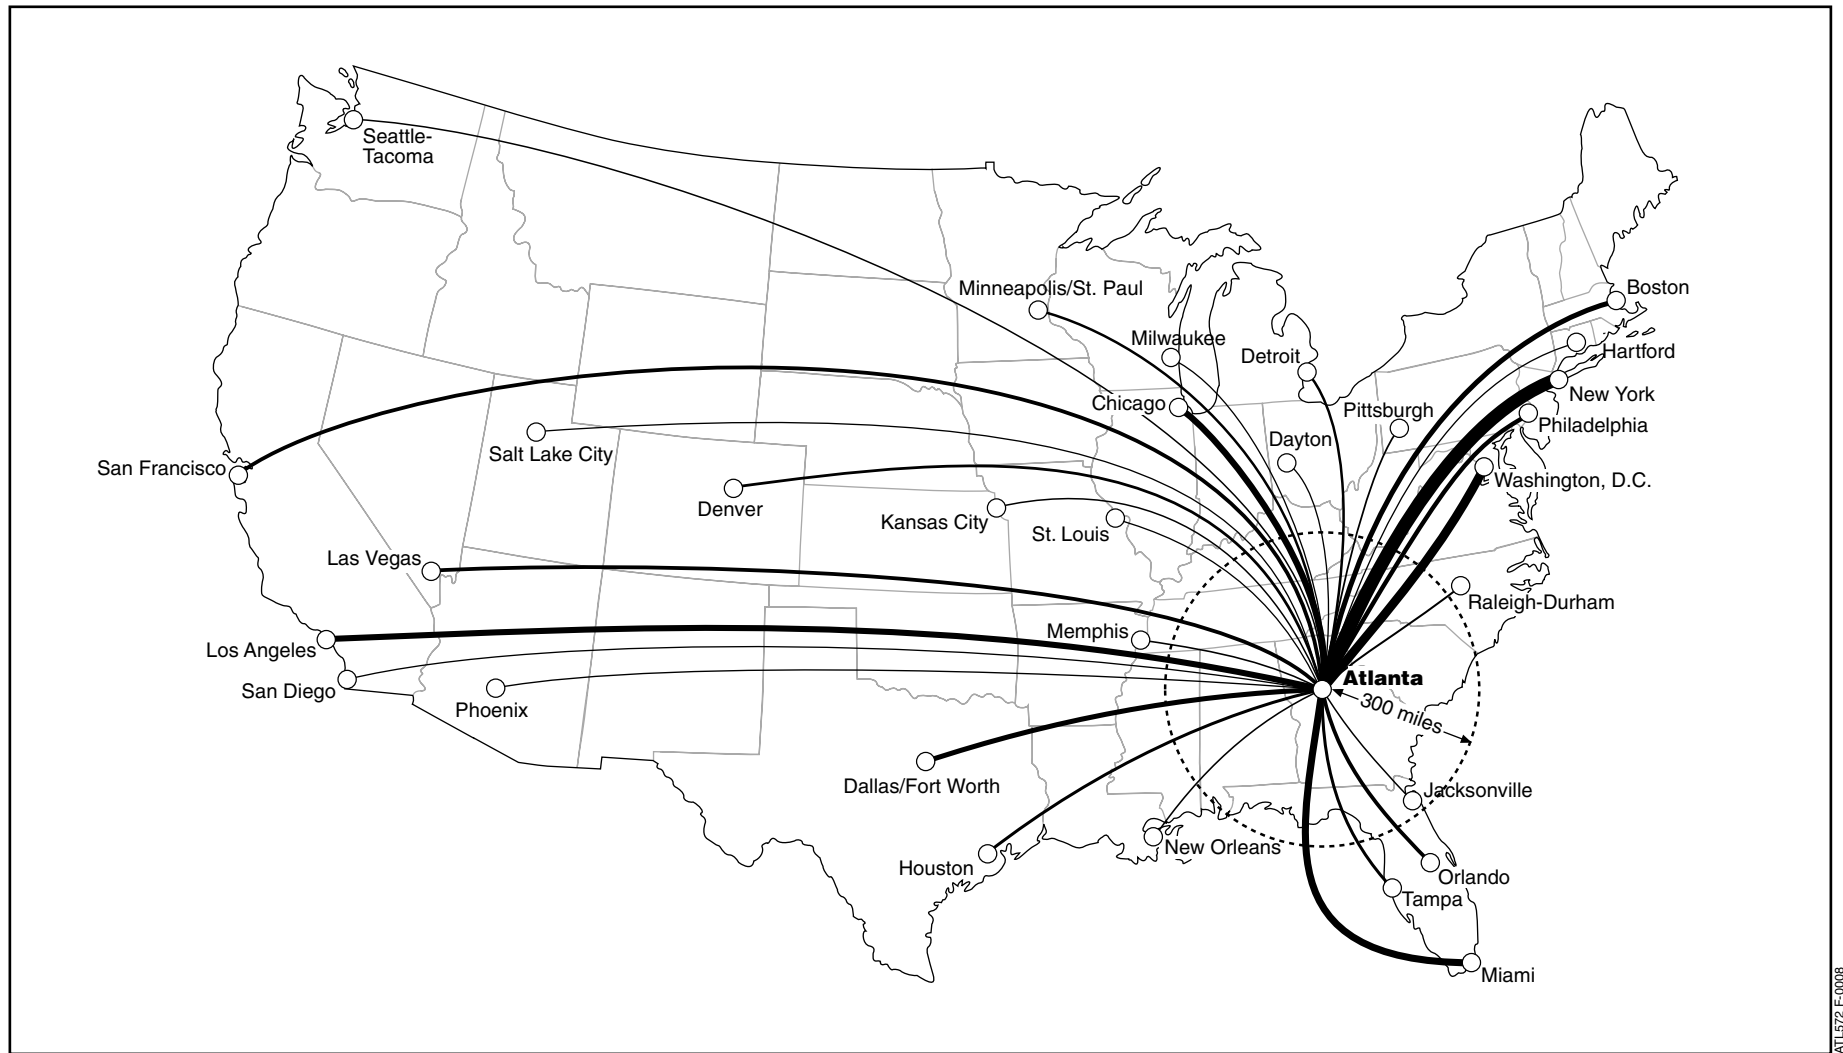 Seattle-
Tacoma
Minneapolis/St. Paul
Boston
Milwaukee
Detroit
Hartford
New York
Chicago
Pittsburgh
Philadelphia
Dayton
Salt Lake City
San Francisco
Washington, D.C.
Denver
Kansas City
St. Louis
Las Vegas
Raleigh-Durham
Memphis
Los Angeles
Atlanta
San Diego
Phoenix
300 miles
Dallas/Fort Worth
Jacksonville
New Orleans
Houston
Orlando
Tampa
Miami
ATL572 F-0008